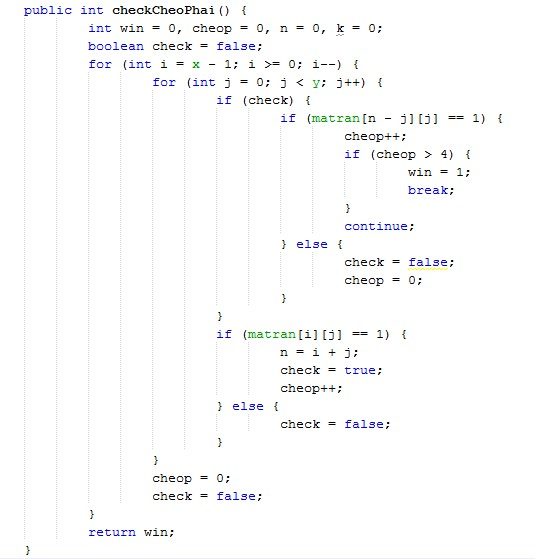 public int checkCheoPhai() {
int win = 0, cheop = 0, n = 0, k = 0;
boolean check = false;
for (int i = x - 1; i >= 0; i--) {
for (int j = 0; j < y; j++) {
if (check) {
if (matran[n - j][j] == 1) {
cheop++;
if (cheop > 4) {
win = 1;
break;
}
continue;
} else {
check = false;
cheop = 0;
}
}
if (matran[i][j] == 1) {
n = i + j;
check = true;
cheop++;
} else {
check = false;
}
}
cheop = 0;
check = false;
}
return win;
}